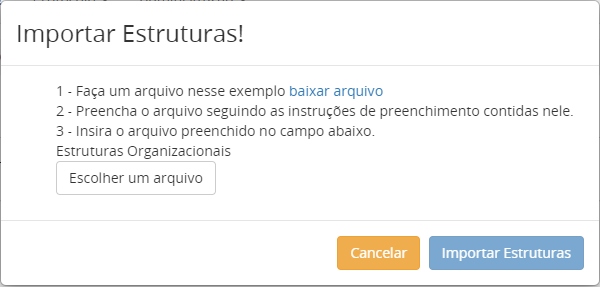 Importar Estruturas!
1 - Faça um arquivo nesse exemplo baixar arquivo
2 - Preencha o arquivo seguindo as instruções de preenchimento contidas nele.
3 - Insira o arquivo preenchido no campo abaixo.
Estruturas Organizacionais
Escolher um arquivo
Cancelar Importar Estruturas